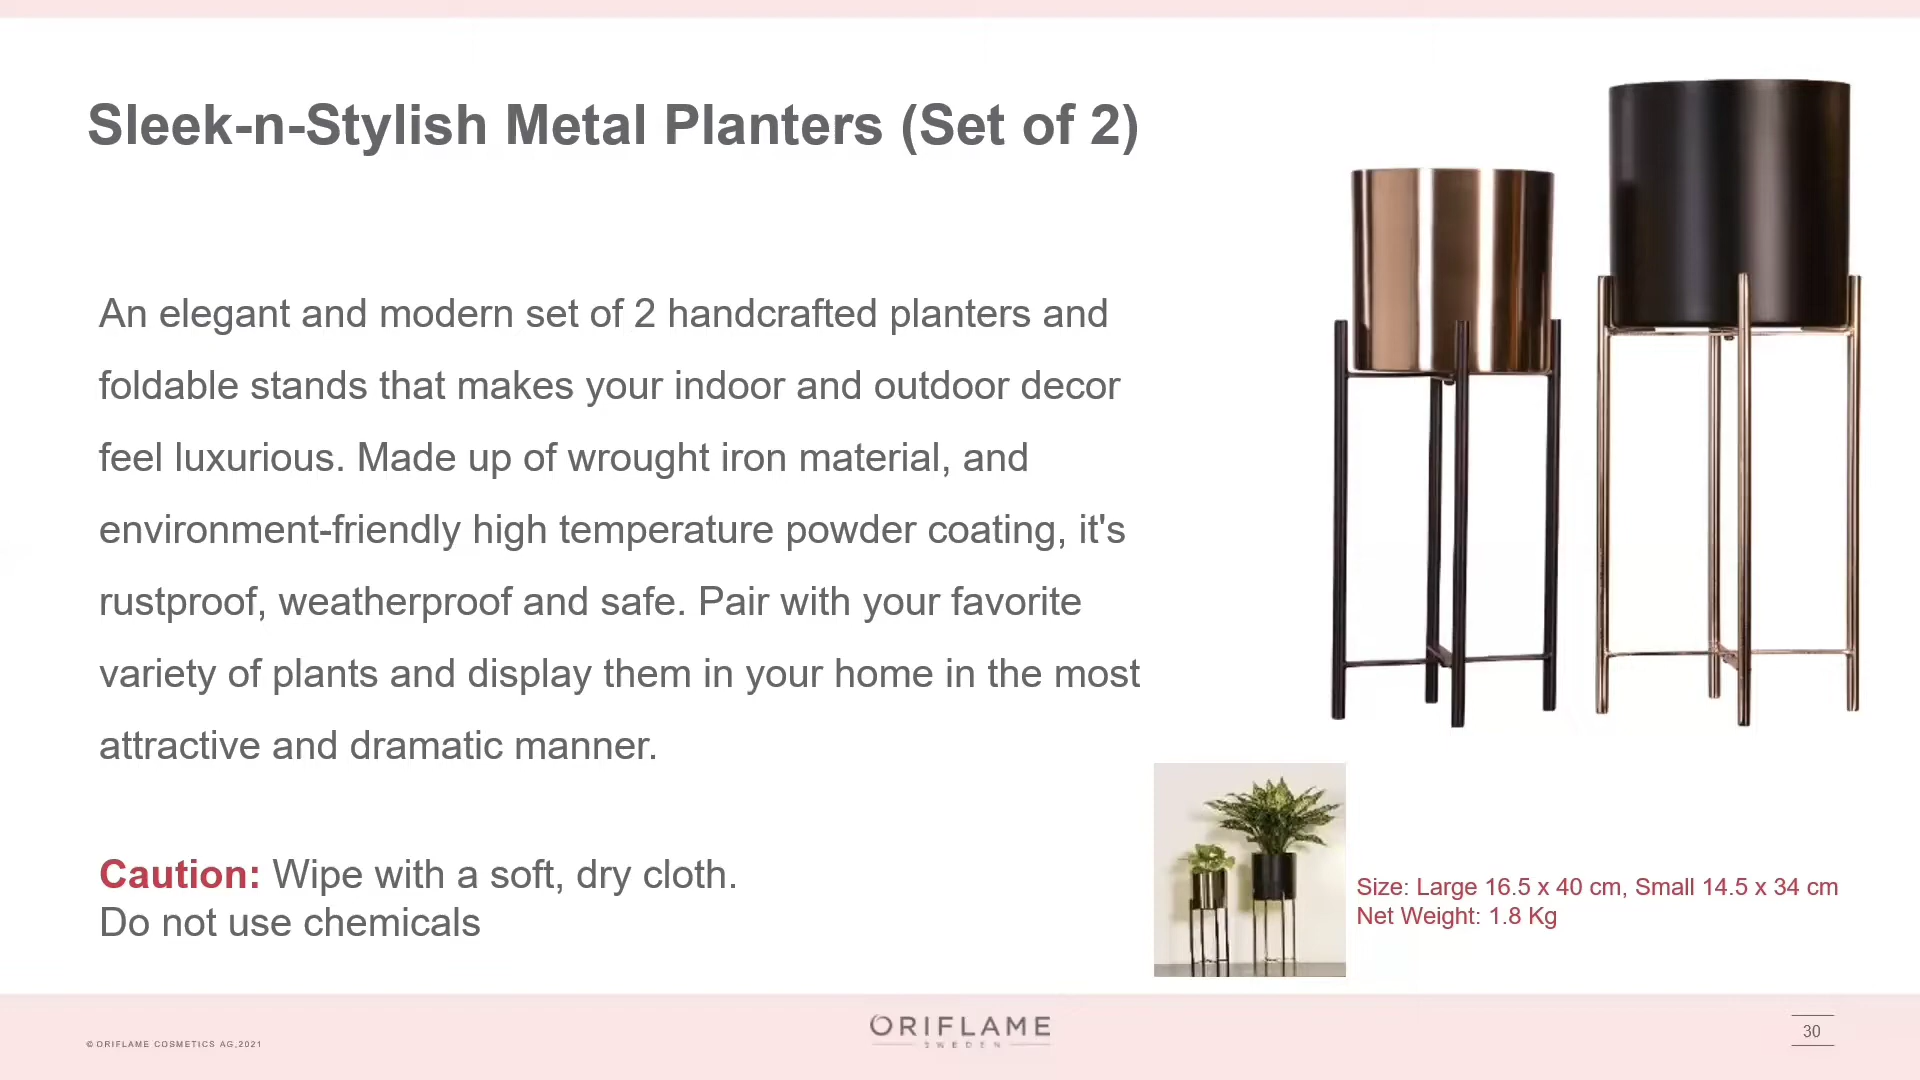 Sleek-n-Stylish Metal Planters (Set of 2)
An elegant and modern set of 2 handcrafted planters and
foldable stands that makes your indoor and outdoor decor
feel luxurious. Made up of wrought iron material, and
environment-friendly high temperature powder coating, it's
rustproof, weatherproof and safe. Pair with your favorite
variety of plants and display them in your home in the most
attractive and dramatic manner.
Caution: Wipe with a soft, dry cloth.
Do not use chemicals
Size: Large 16.5 x 40 cm, Small 14.5 x 34 cm
Net Weight: 1.8 Kg
© ORIFLAME COSMETICS AG,2021
ORIFLAME
SWEDEN
30